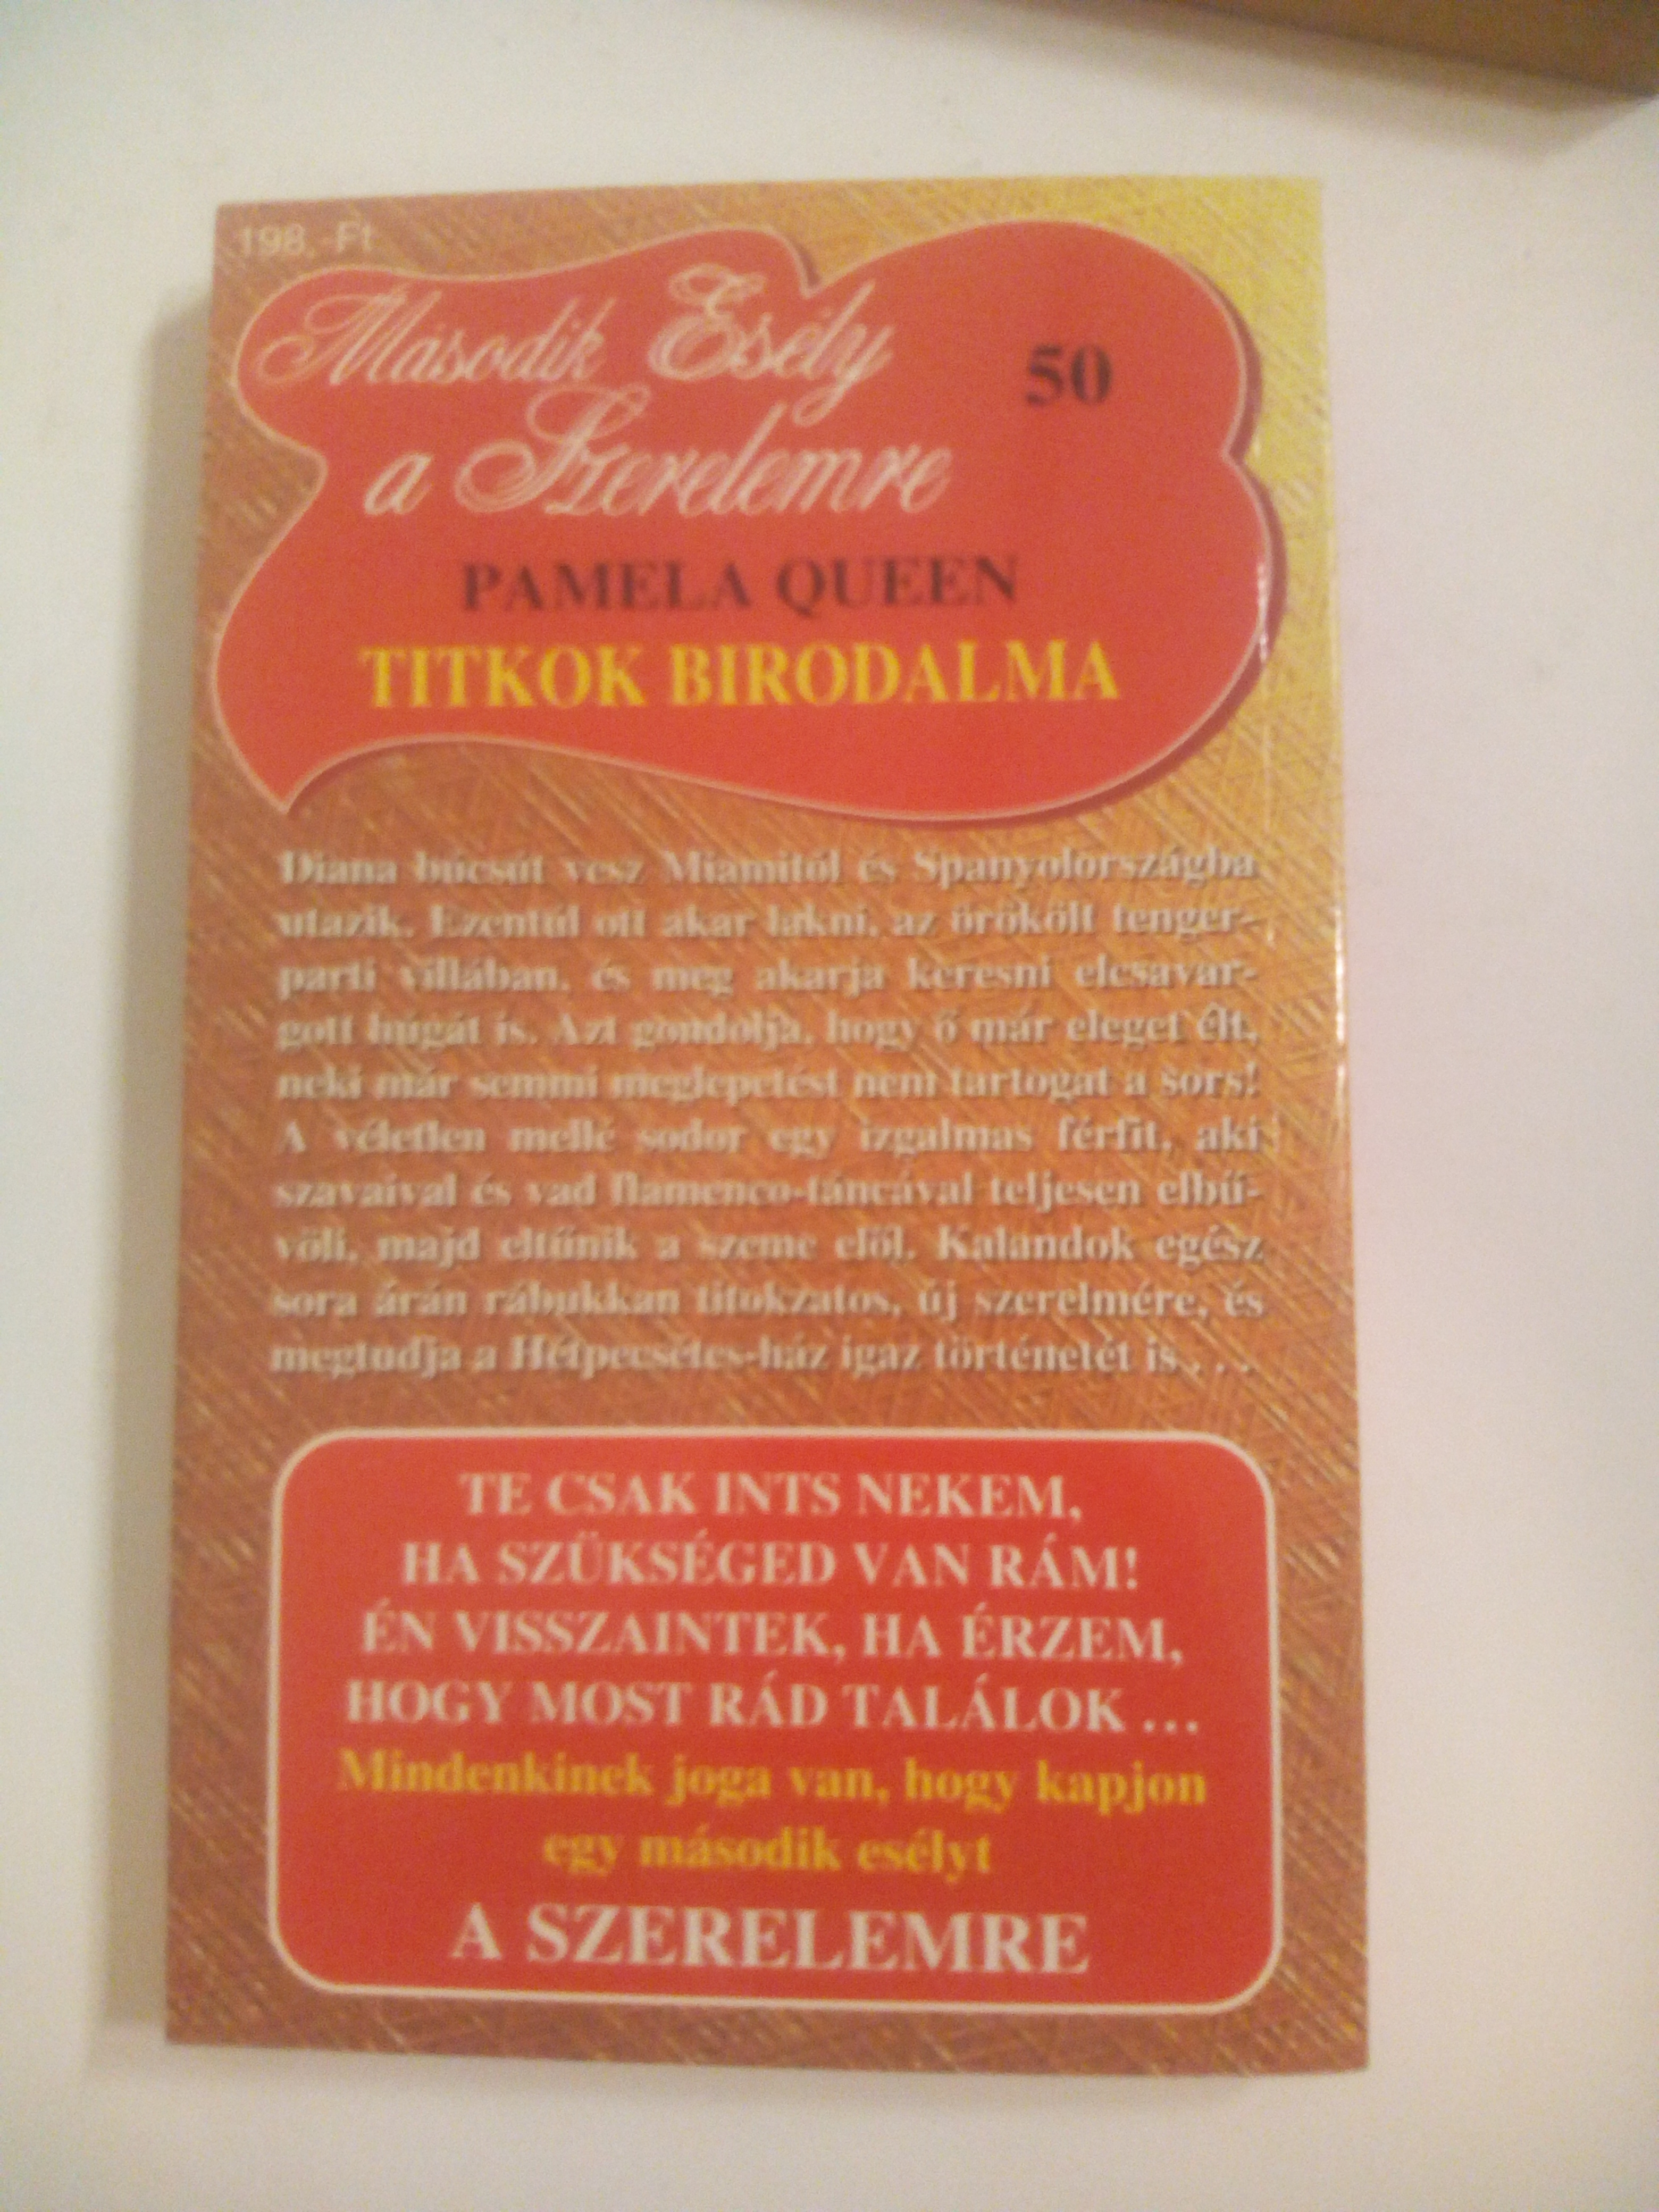 198,-Ft
Második Esély
50
a Szerelemre
PAMELA QUEEN
TITKOK BIRODALMA
Diana búcsút vesz Miamitól és Spanyolországba
utazik. Ezentúl ott akar lakni, az örökölt tenger-
parti villában, és meg akarja keresni elcsavar-
gott húgát is. Azt gondolja, hogy ő már eleget élt,
neki már semmi meglepetést nem tartogat a sors!
A véletlen mellé sodor egy izgalmas férfit, aki
szavaival és vad flamenco-táncával teljesen elbű-
völi, majd eltűnik a szeme elől. Kalandok egész
sora árán rábukkan titokzatos, új szerelmére, és
megtudja a Hétpecsétes-ház igaz történetét is . . .
TE CSAK INTS NEKEM,
HA SZÜKSÉGED VAN RÁM!
ÉN VISSZAINTEK, HA ÉRZEM,
HOGY MOST RÁD TALÁLOK ...
Mindenkinek joga van, hogy kapjon
egy második esélyt
A SZERELEMRE